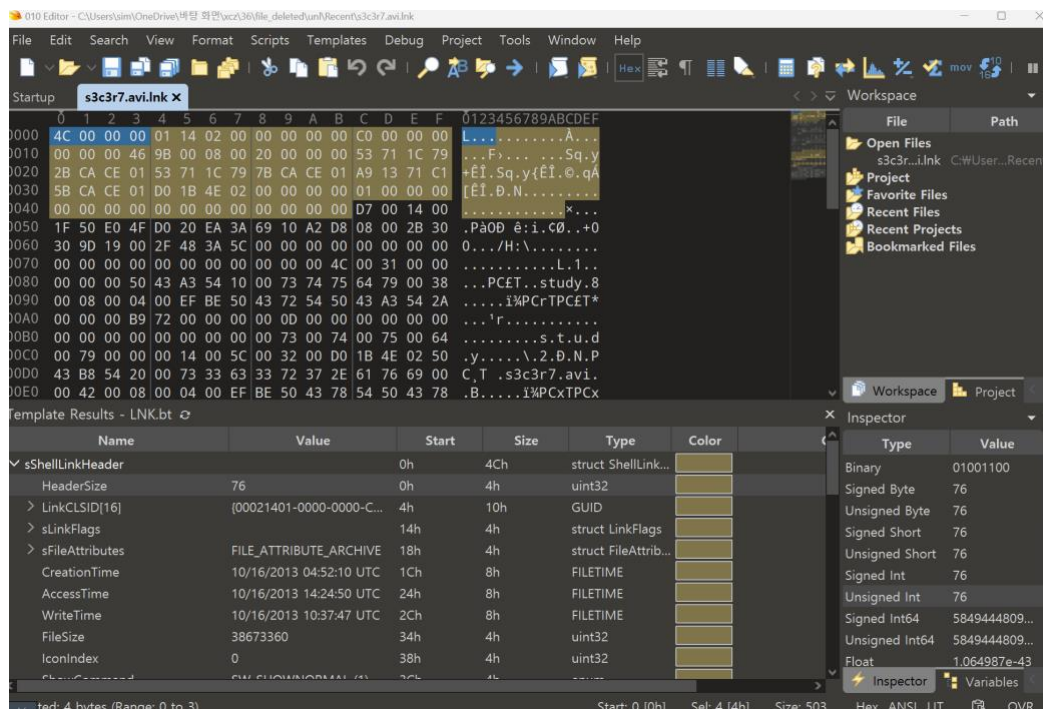 010 Editor - C:\Users\sim\OneDrive\바탕 화면\xcz\36\file_deleted\unl\Recent\s3c3r7.avi.lnk
File Edit Search View Format Scripts Templates Debug Project Tools Window Help
Hex mov
Startup s3c3r7.avi.lnk
0 1 2 3 4 5 6 7 8 9 A B C D E F 0123456789ABCDEF
0000 4C 00 00 00 01 14 02 00 00 00 00 00 C0 00 00 00 L...........À...
0010 00 00 00 46 9B 00 08 00 20 00 00 00 53 71 1C 79 ...F›... ...Sq.y
0020 2B CA CE 01 53 71 1C 79 7B CA CE 01 A9 13 71 C1 +ÊÎ.Sq.y{ÊÎ.©.qÁ
0030 5B CA CE 01 D0 1B 4E 02 00 00 00 00 01 00 00 00 [ÊÎ.Ð.N.........
0040 00 00 00 00 00 00 00 00 00 00 00 00 D7 00 14 00 ............×...
0050 1F 50 E0 4F D0 20 EA 3A 69 10 A2 D8 08 00 2B 30 .PàOÐ ê:i.¢Ø..+0
0060 30 9D 19 00 2F 48 3A 5C 00 00 00 00 00 00 00 00 0.../H:\........
0070 00 00 00 00 00 00 00 00 00 00 00 4C 00 31 00 00 ...........L.1..
0080 00 00 00 50 43 A3 54 10 00 73 74 75 64 79 00 38 ...PC£T..study.8
0090 00 08 00 04 00 EF BE 50 43 72 54 50 43 A3 54 2A .....ï¾PCrTPC£T*
00A0 00 00 00 B9 72 00 00 00 00 0D 00 00 00 00 00 00 ...¹r...........
00B0 00 00 00 00 00 00 00 00 00 73 00 74 00 75 00 64 .........s.t.u.d
00C0 00 79 00 00 00 14 00 5C 00 32 00 D0 1B 4E 02 50 .y.....\.2.Ð.N.P
00D0 43 B8 54 20 00 73 33 63 33 72 37 2E 61 76 69 00 C¸T .s3c3r7.avi.
00E0 00 42 00 08 00 04 00 EF BE 50 43 78 54 50 43 78 .B.....ï¾PCxTPCx
Workspace
File Path
Open Files
s3c3r...i.lnk C:₩User...Recen
Project
Favorite Files
Recent Files
Recent Projects
Bookmarked Files
Workspace Project
Template Results - LNK.bt
Name Value Start Size Type Color
sShellLinkHeader 0h 4Ch struct ShellLink...
HeaderSize 76 0h 4h uint32
LinkCLSID[16] {00021401-0000-0000-C... 4h 10h GUID
sLinkFlags 14h 4h struct LinkFlags
sFileAttributes FILE_ATTRIBUTE_ARCHIVE 18h 4h struct FileAttrib...
CreationTime 10/16/2013 04:52:10 UTC 1Ch 8h FILETIME
AccessTime 10/16/2013 14:24:50 UTC 24h 8h FILETIME
WriteTime 10/16/2013 10:37:47 UTC 2Ch 8h FILETIME
FileSize 38673360 34h 4h uint32
IconIndex 0 38h 4h uint32
ShowCommand SW_SHOWNORMAL (1) 3Ch 4h enum
Inspector
Type Value
Binary 01001100
Signed Byte 76
Unsigned Byte 76
Signed Short 76
Unsigned Short 76
Signed Int 76
Unsigned Int 76
Signed Int64 5849444809...
Unsigned Int64 5849444809...
Float 1.064987e-43
Inspector Variables
ted: 4 bytes (Range: 0 to 3) Start: 0 [0h] Sel: 4 [4h] Size: 503 Hex ANSI LIT OVR